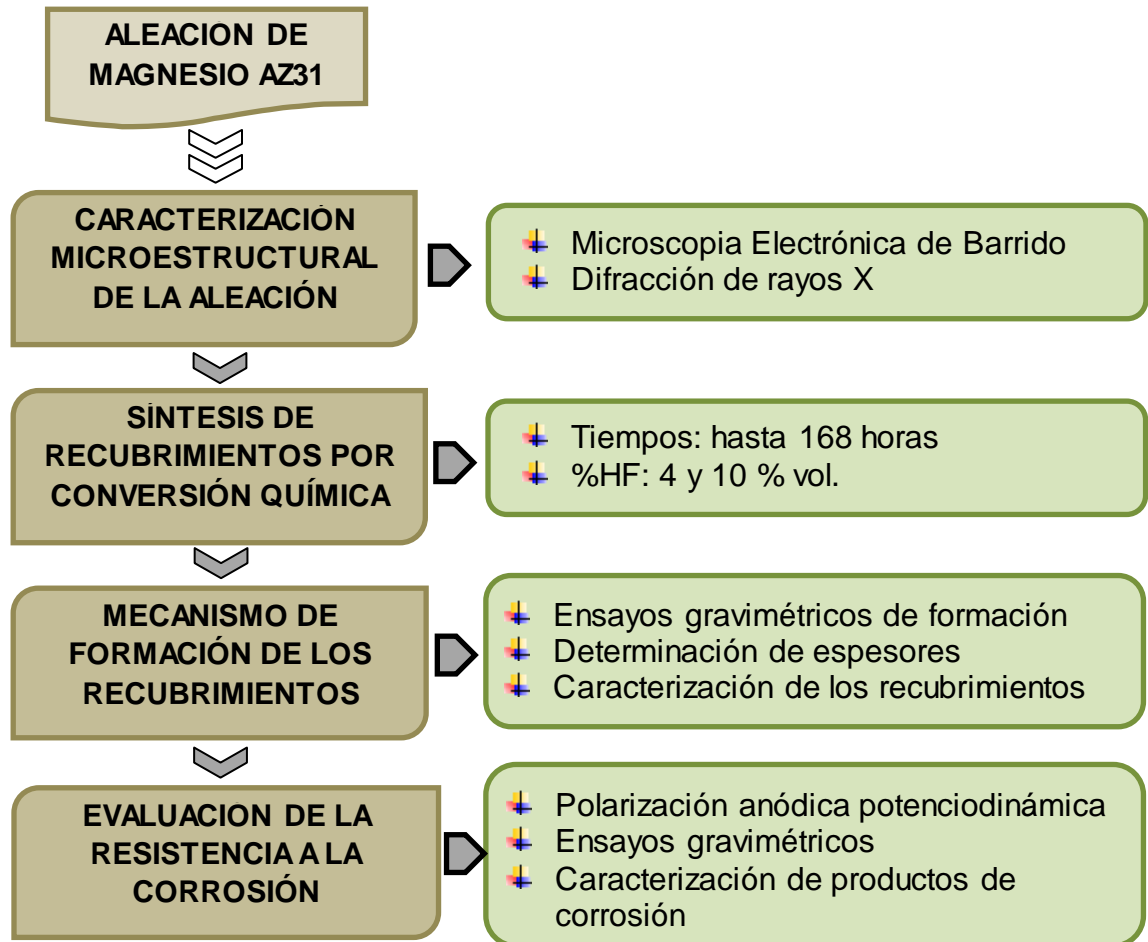 ALEACIÓN DE
MAGNESIO AZ31
CARACTERIZACIÓN
MICROESTRUCTURAL
DE LA ALEACIÓN
Microscopia Electrónica de Barrido
Difracción de rayos X
SÍNTESIS DE
RECUBRIMIENTOS POR
CONVERSIÓN QUÍMICA
Tiempos: hasta 168 horas
%HF: 4 y 10 % vol.
MECANISMO DE
FORMACIÓN DE LOS
RECUBRIMIENTOS
Ensayos gravimétricos de formación
Determinación de espesores
Caracterización de los recubrimientos
EVALUACIÓN DE LA
RESISTENCIA A LA
CORROSIÓN
Polarización anódica potenciodinámica
Ensayos gravimétricos
Caracterización de productos de
corrosión